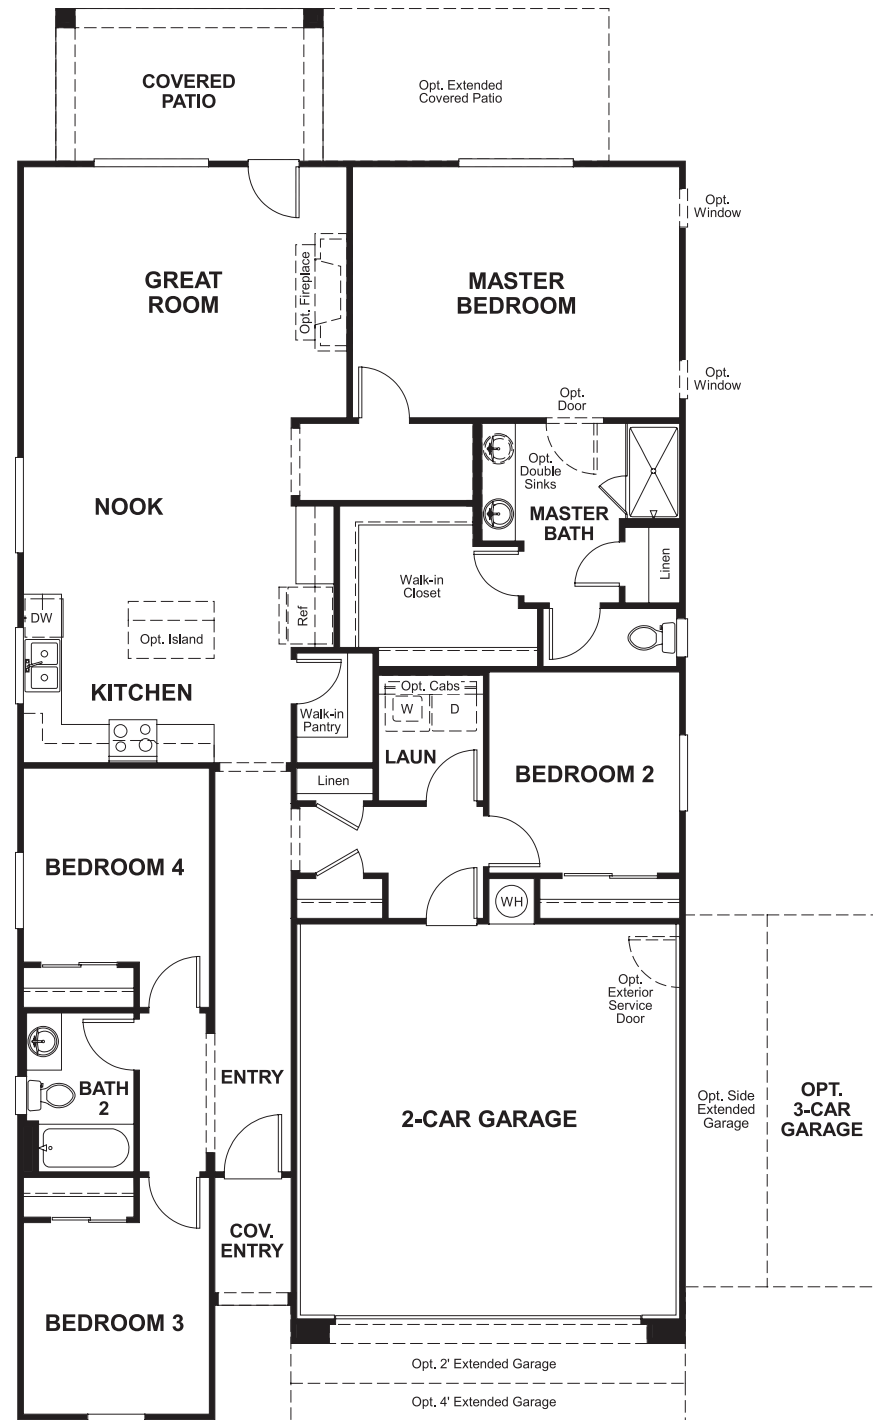 COVERED
PATIO
Opt. Extended
Covered Patio
Opt.
Window
GREAT
ROOM
Opt. Fireplace
MASTER
BEDROOM
Opt.
Window
Opt.
Door
Opt.
Double
Sinks
NOOK
MASTER
BATH
Linen
Walk-in
Closet
DW
Opt. Island
Ref
KITCHEN
Walk-in
Pantry
Opt. Cabs
W
D
LAUN
BEDROOM 2
Linen
BEDROOM 4
WH
Opt.
Exterior
Service
Door
ENTRY
BATH
2
2-CAR GARAGE
Opt. Side
Extended
Garage
OPT.
3-CAR
GARAGE
COV.
ENTRY
BEDROOM 3
Opt. 2' Extended Garage
Opt. 4' Extended Garage